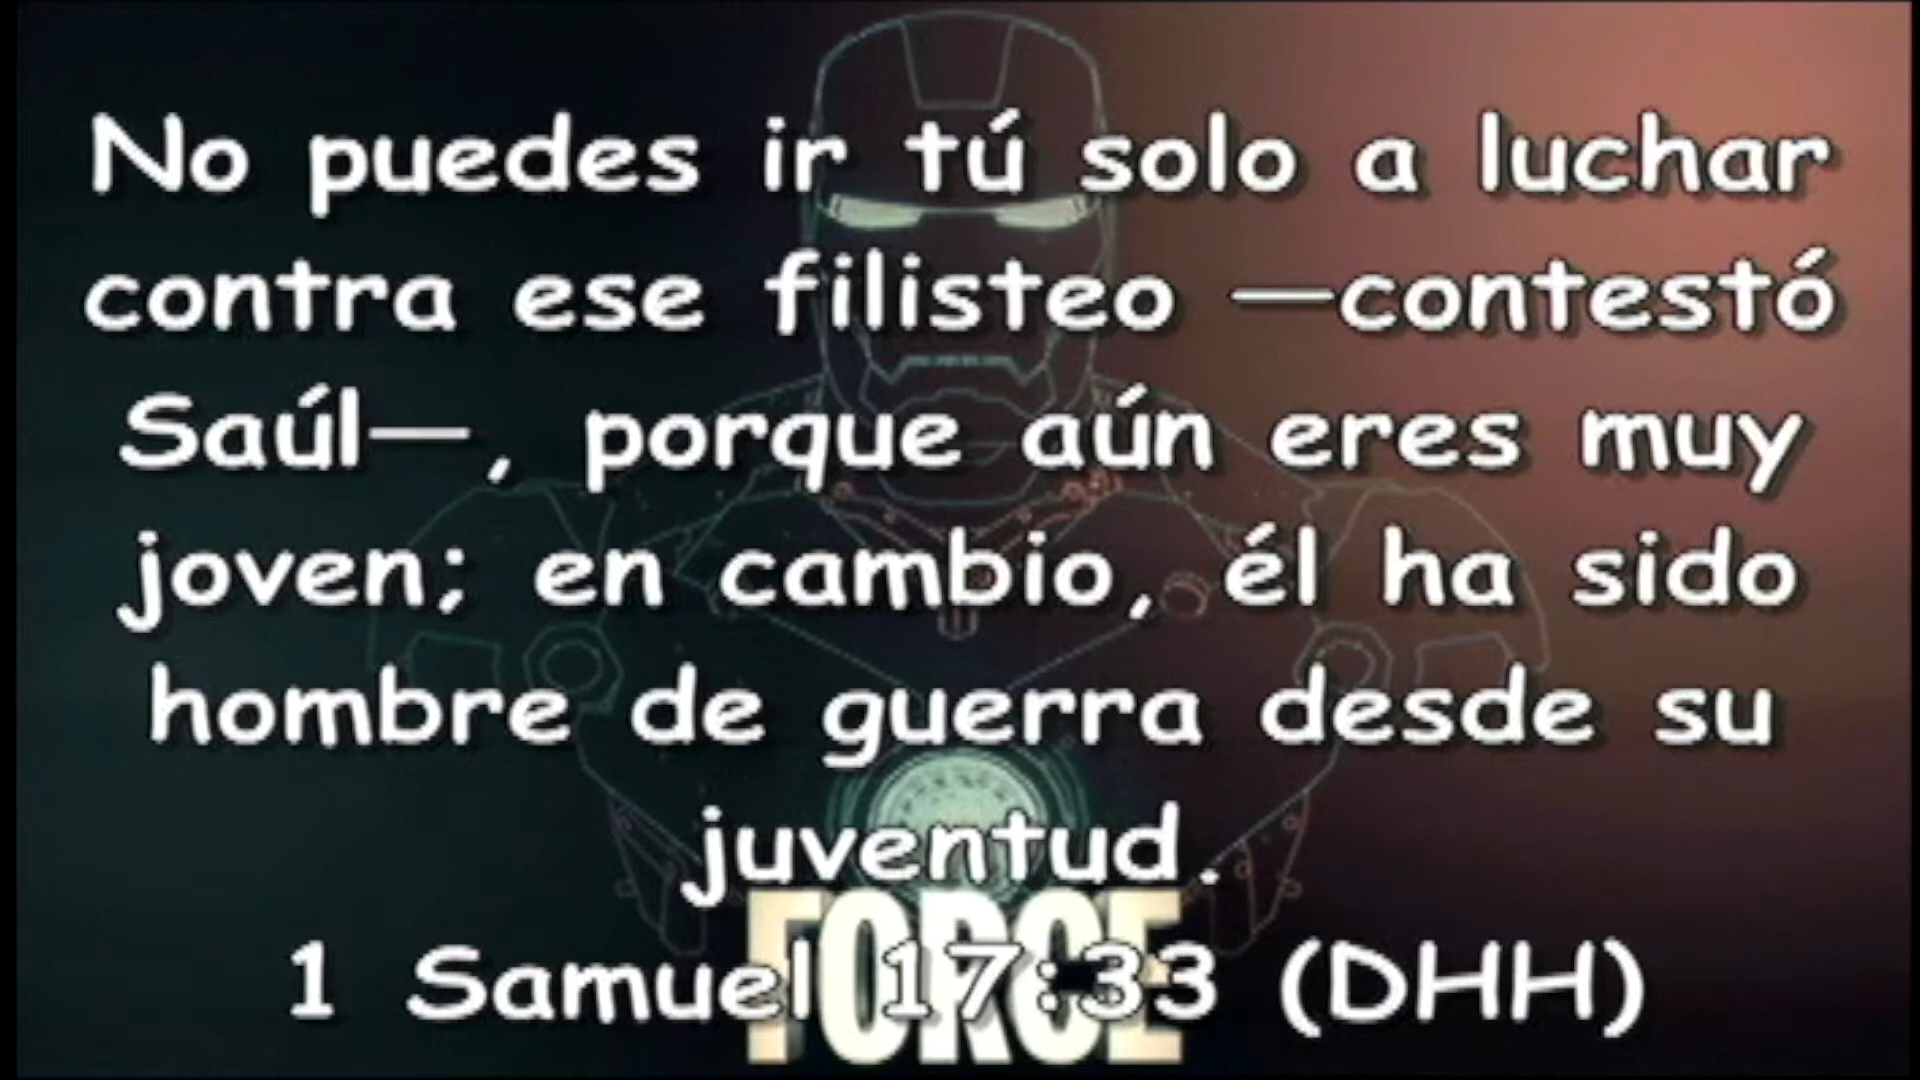 No puedes ir tú solo a luchar
contra ese filisteo —contestó
Saúl—, porque aún eres muy
joven; en cambio, él ha sido
hombre de guerra desde su
juventud.
FORCE
1 Samuel 17:33 (DHH)